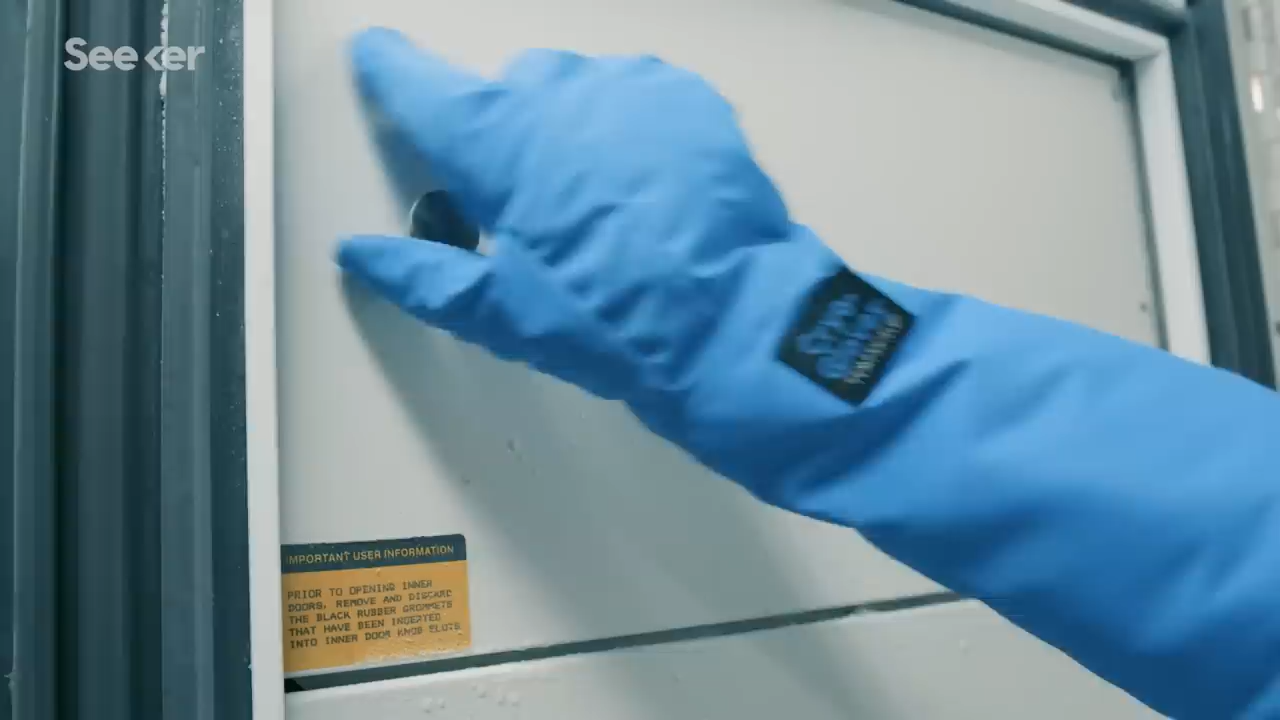 Seeker
IMPORTANT USER INFORMATION
PRIOR TO OPENING INNER
DOORS, REMOVE AND DISCARD
THE BLACK RUBBER GROMMETS
THAT HAVE BEEN INSERTED
INTO INNER DOOR KNOB SLOTS